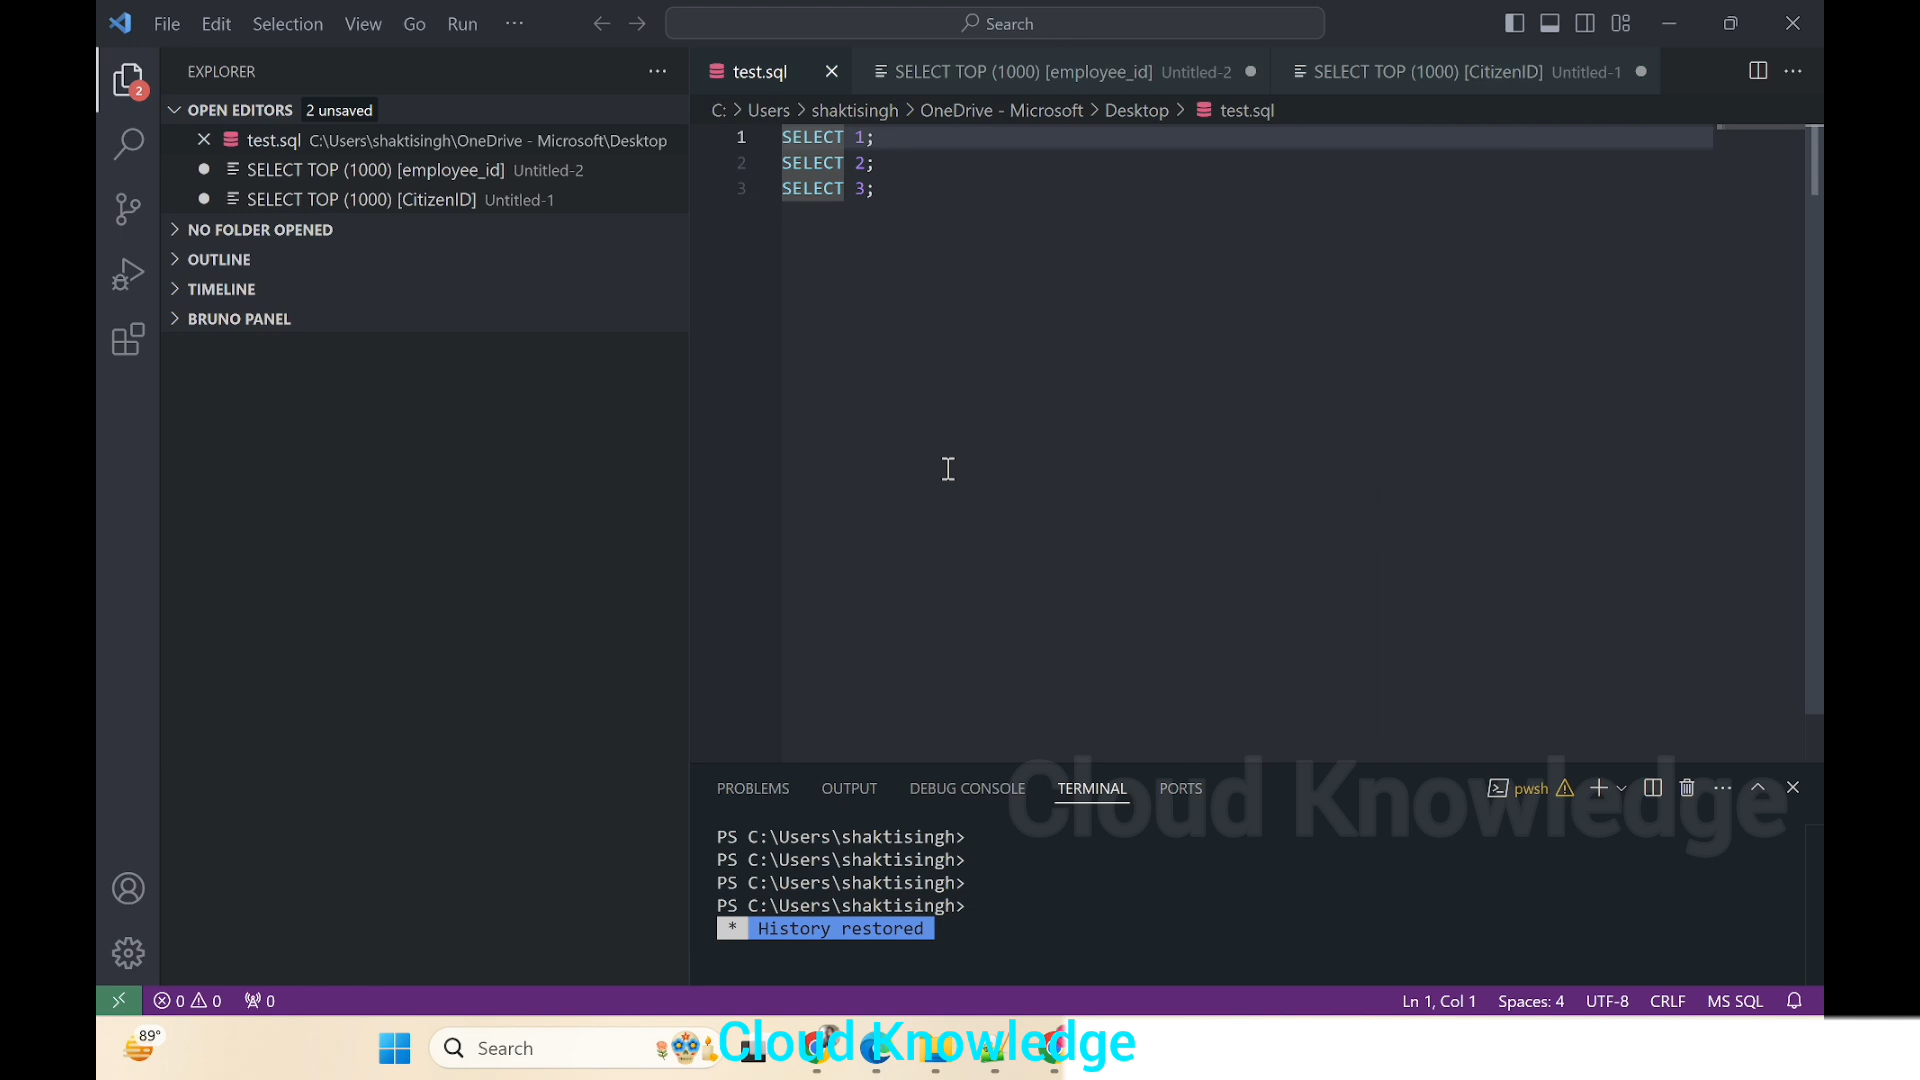 File Edit Selection View Go Run ...
Search
EXPLORER
OPEN EDITORS 2 unsaved
test.sql C:\Users\shaktisingh\OneDrive - Microsoft\Desktop
SELECT TOP (1000) [employee_id] Untitled-2
SELECT TOP (1000) [CitizenID] Untitled-1
NO FOLDER OPENED
OUTLINE
TIMELINE
BRUNO PANEL
2
test.sql
SELECT TOP (1000) [employee_id] Untitled-2
SELECT TOP (1000) [CitizenID] Untitled-1
C: > Users > shaktisingh > OneDrive - Microsoft > Desktop > test.sql
1 SELECT 1;
2 SELECT 2;
3 SELECT 3;
PROBLEMS OUTPUT DEBUG CONSOLE TERMINAL PORTS
pwsh
Cloud Knowledge
PS C:\Users\shaktisingh>
PS C:\Users\shaktisingh>
PS C:\Users\shaktisingh>
PS C:\Users\shaktisingh>
* History restored
0 0 0
Ln 1, Col 1 Spaces: 4 UTF-8 CRLF MS SQL
89°
Search
Cloud Knowledge